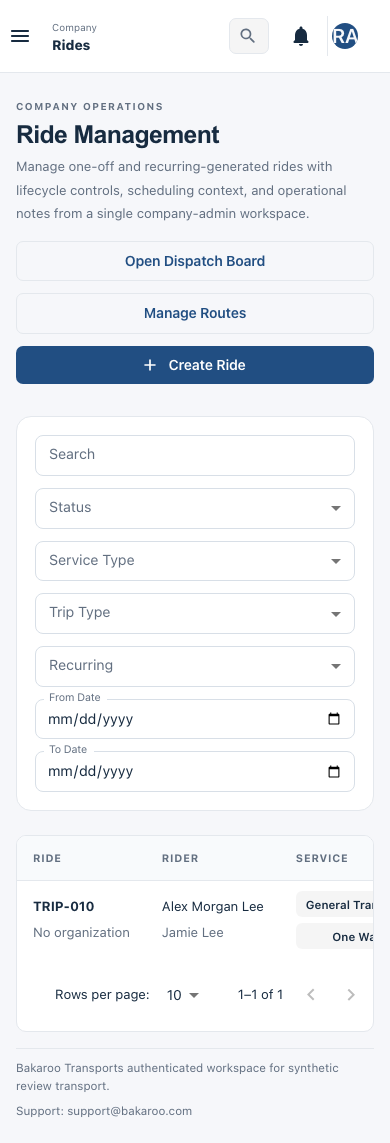 Company
Rides
RA
COMPANY OPERATIONS
Ride Management
Manage one-off and recurring-generated rides with
lifecycle controls, scheduling context, and operational
notes from a single company-admin workspace.
Open Dispatch Board
Manage Routes
Create Ride
Search
Status
Service Type
Trip Type
Recurring
From Date
mm/dd/yyyy
To Date
mm/dd/yyyy
RIDE RIDER SERVICE
TRIP-010 Alex Morgan Lee General Tra
No organization Jamie Lee One Wa
Rows per page: 10 1–1 of 1
Bakaroo Transports authenticated workspace for synthetic
review transport.
Support: support@bakaroo.com